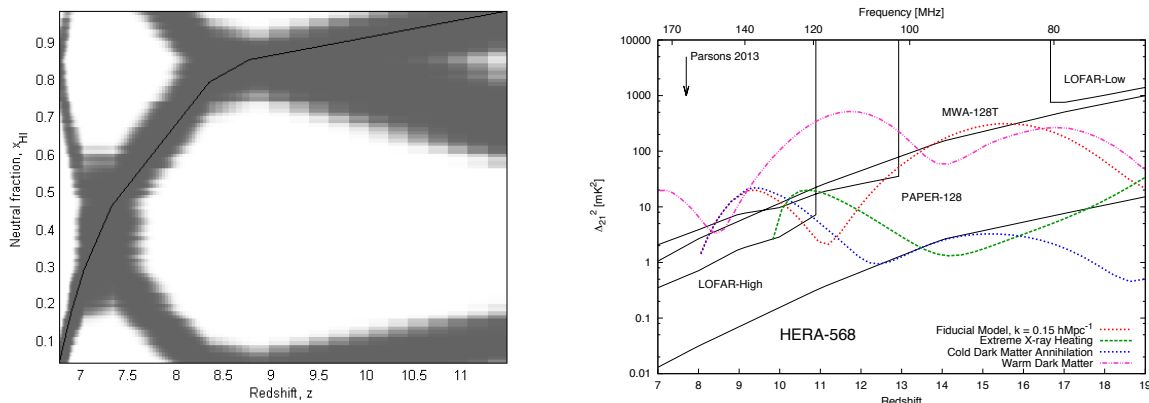 Neutral fraction, x_HI
0.9
0.8
0.7
0.6
0.5
0.4
0.3
0.2
0.1
7 7.5 8 8.5 9 9.5 10 10.5 11
Redshift, z
Frequency [MHz]
170 160 140 120 100 80
Δ₂₁² [mK²]
10000
1000
100
10
1
0.1
0.01
Parsons 2013
LOFAR-Low
MWA-128T
PAPER-128
LOFAR-High
HERA-568
Fiducial Model, k = 0.15 hMpc⁻¹
Extreme X-ray Heating
Cold Dark Matter Annihilation
Warm Dark Matter
7 8 9 10 11 12 13 14 15 16 17 18 19
Redshift